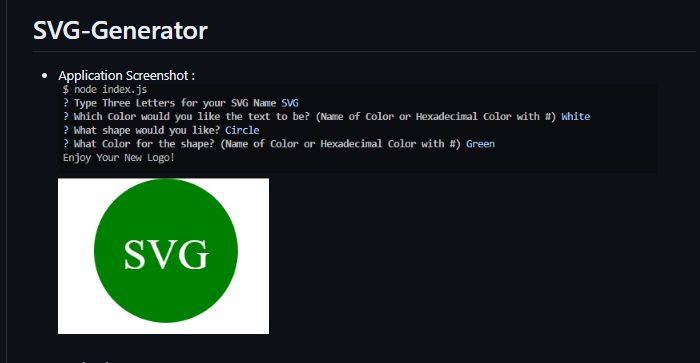 SVG-Generator
Application Screenshot :
$ node index.js
? Type Three Letters for your SVG Name SVG
? Which Color would you like the text to be? (Name of Color or Hexadecimal Color with #) White
? What shape would you like? Circle
? What Color for the shape? (Name of Color or Hexadecimal Color with #) Green
Enjoy Your New Logo!
SVG